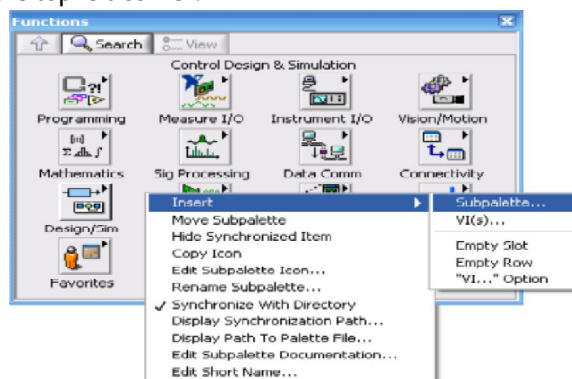 Functions
Search View
Control Design & Simulation
Programming Measure I/O Instrument I/O Vision/Motion
Mathematics Sig Processing Data Comm Connectivity
Design/Sim
Favorites
Insert
Move Subpalette
Hide Synchronized Item
Copy Icon
Edit Subpalette Icon...
Rename Subpalette...
✓ Synchronize With Directory
Display Synchronization Path...
Display Path To Palette File...
Edit Subpalette Documentation...
Edit Short Name...
Subpalette...
VI(s)...
Empty Slot
Empty Row
"VI..." Option